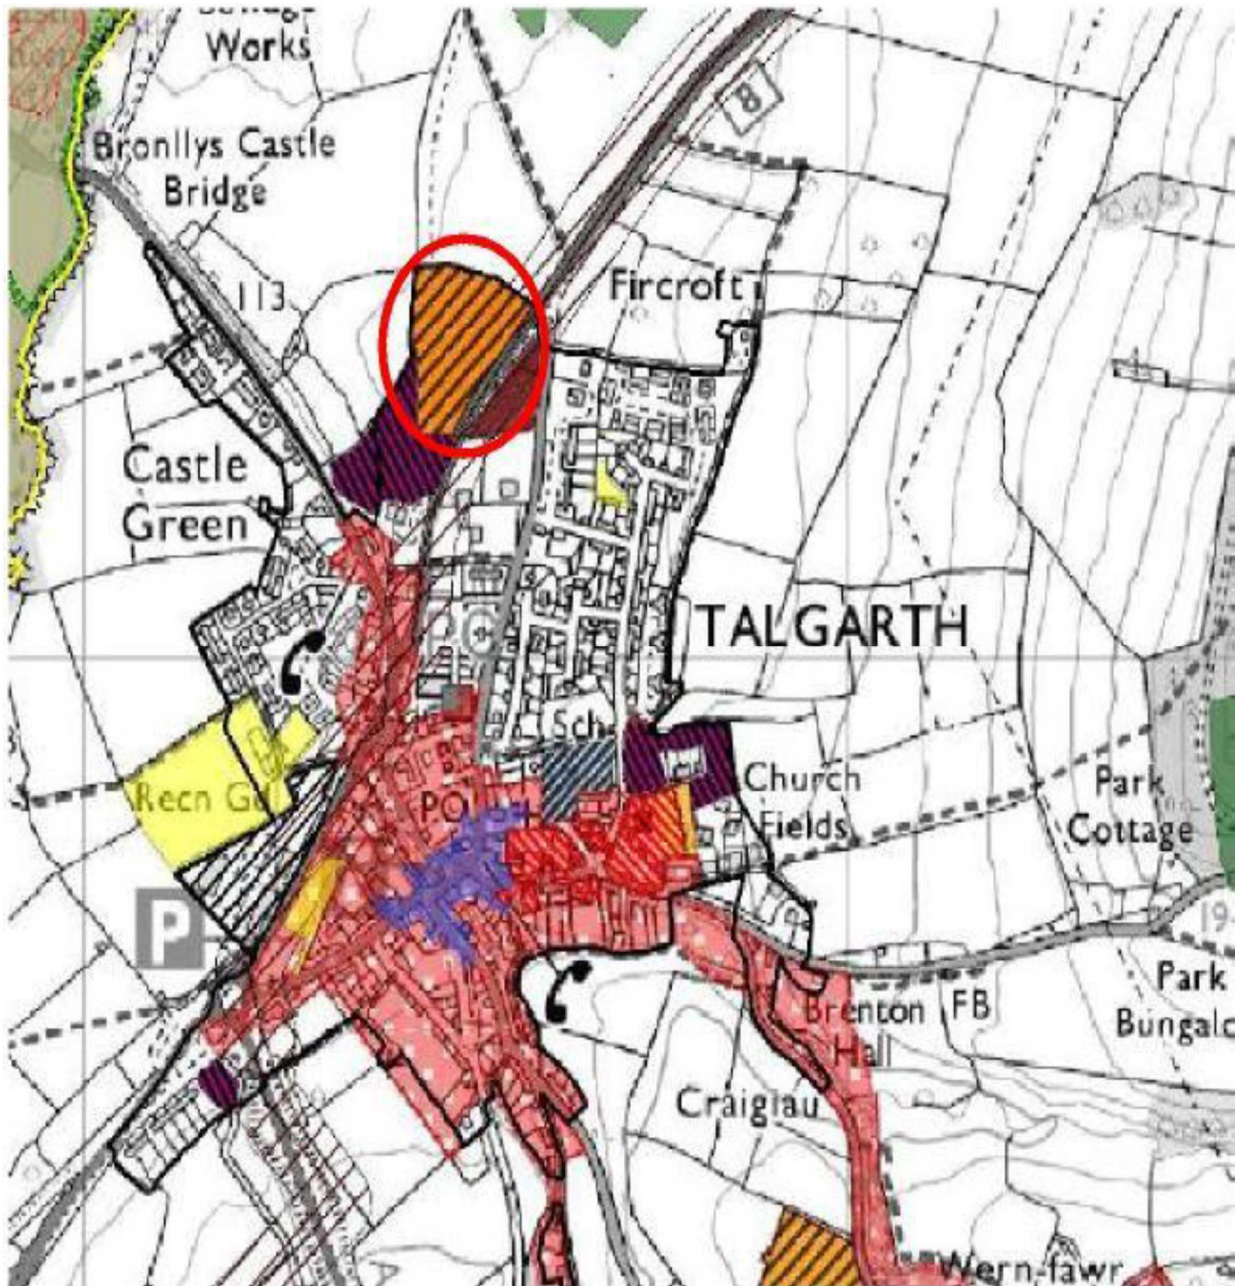 Works
Bronllys Castle
Bridge
8
113
Fircroft
Castle
Green
TALGARTH
Sch
Recn Gd
PO
Church
Fields
Park
Cottage
P
19
Park
Brenton
Hall
FB
Craigiau
Wern-fawr